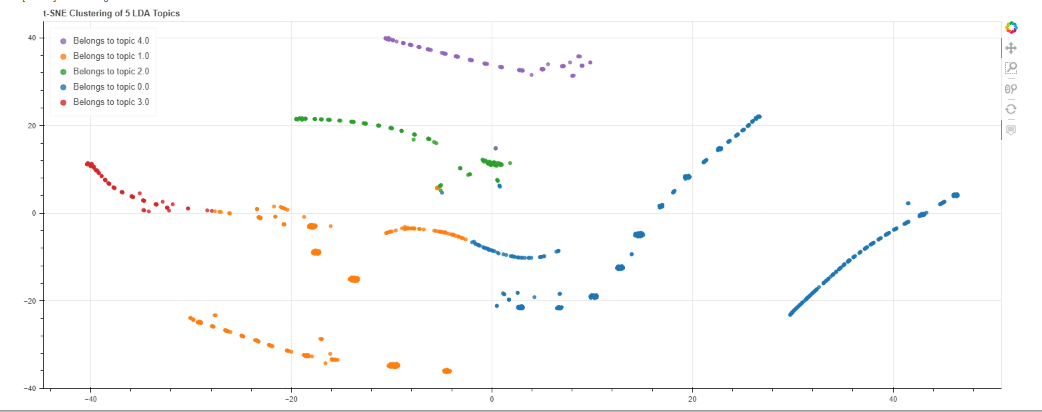 t-SNE Clustering of 5 LDA Topics
Belongs to topic 4.0
Belongs to topic 1.0
Belongs to topic 2.0
Belongs to topic 0.0
Belongs to topic 3.0
40
20
0
−20
−40
−40
−20
0
20
40